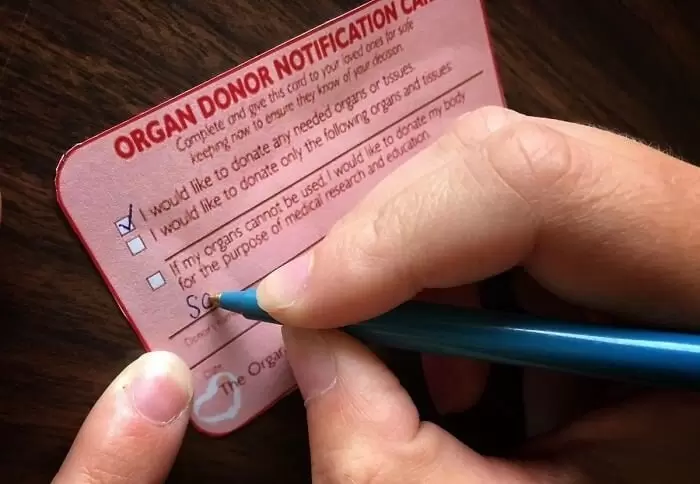 ORGAN DONOR NOTIFICATION
Complete and give this card to your loved ones for safe
keeping now to ensure they know of your decision.
I would like to donate any needed organs or tissues.
I would like to donate only the following organs and tissues
If my organs cannot be used, I would like to donate my body
for the purpose of medical research and education.
Sa
Donor's
Date
The Organ